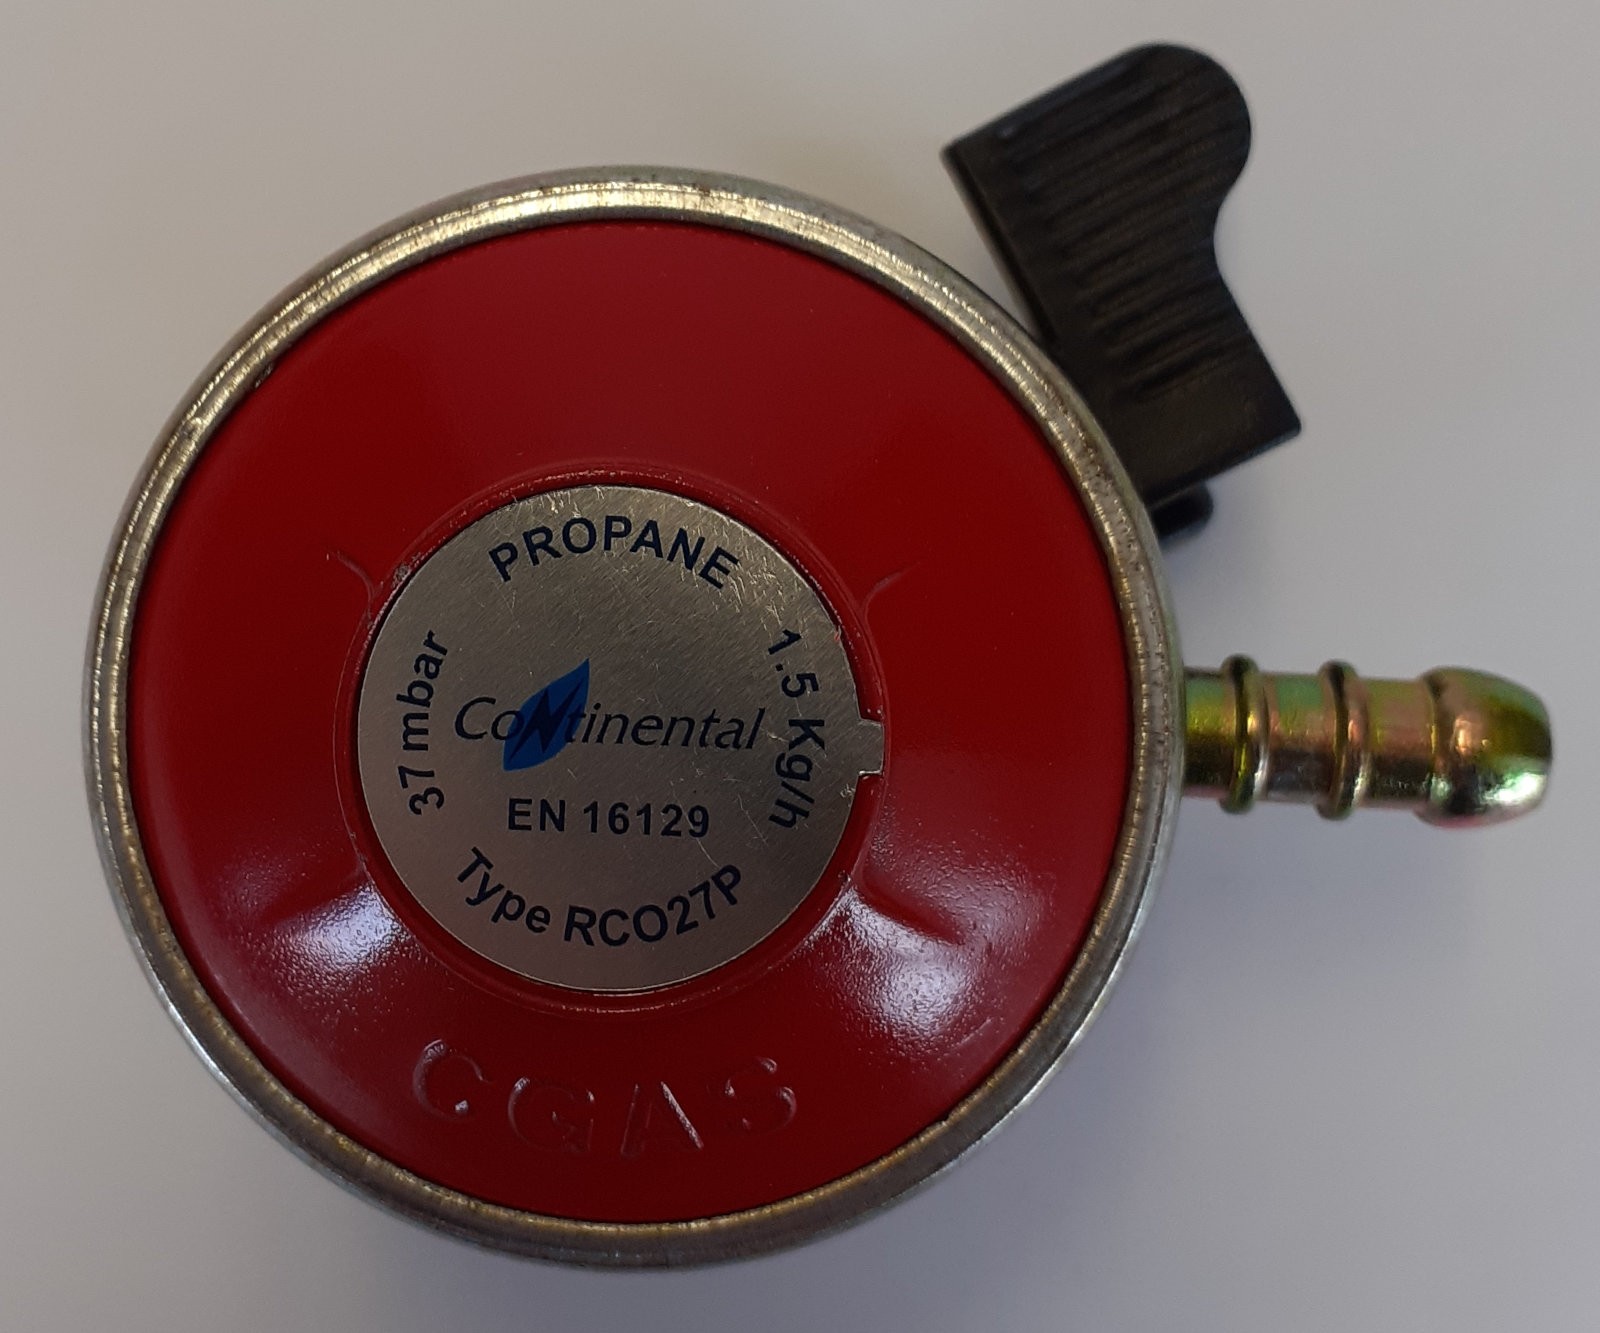 PROPANE
37 mbar
1.5 Kg/h
Continental
EN 16129
Type RCO27P
CGAS